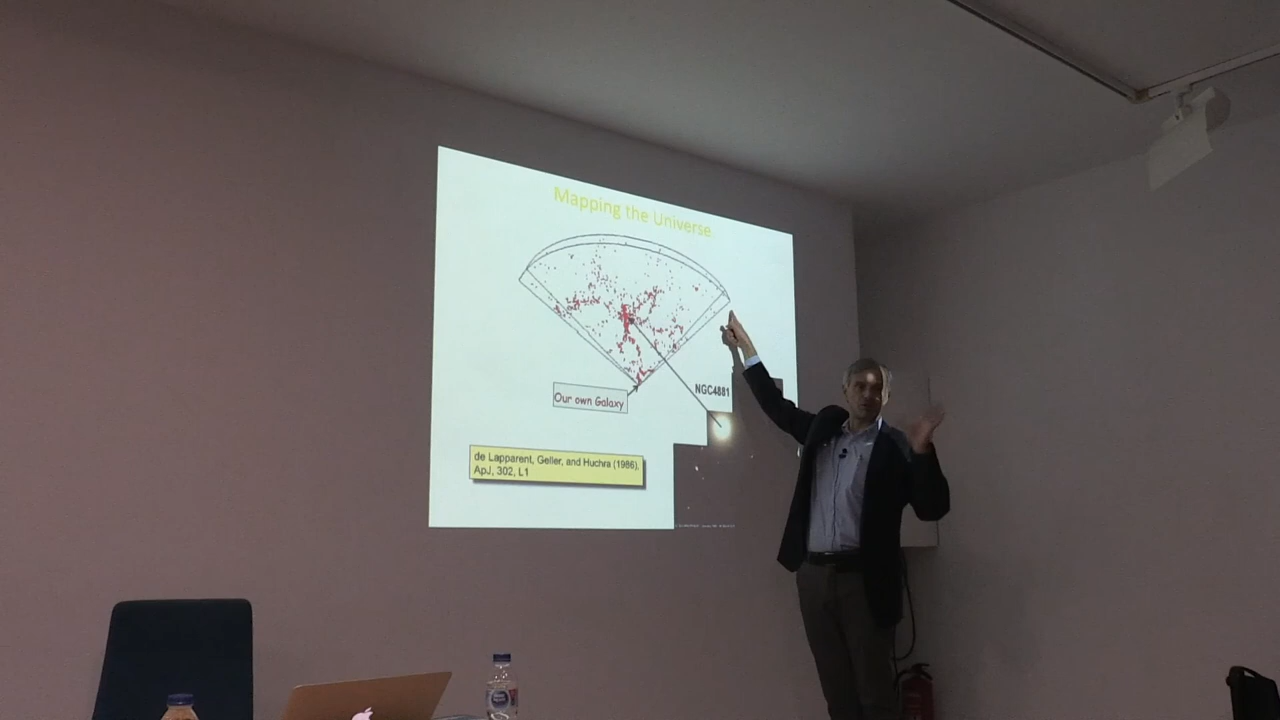 Mapping the Universe
NGC4881
Our own Galaxy
de Lapparent, Geller, and Huchra (1986),
ApJ, 302, L1